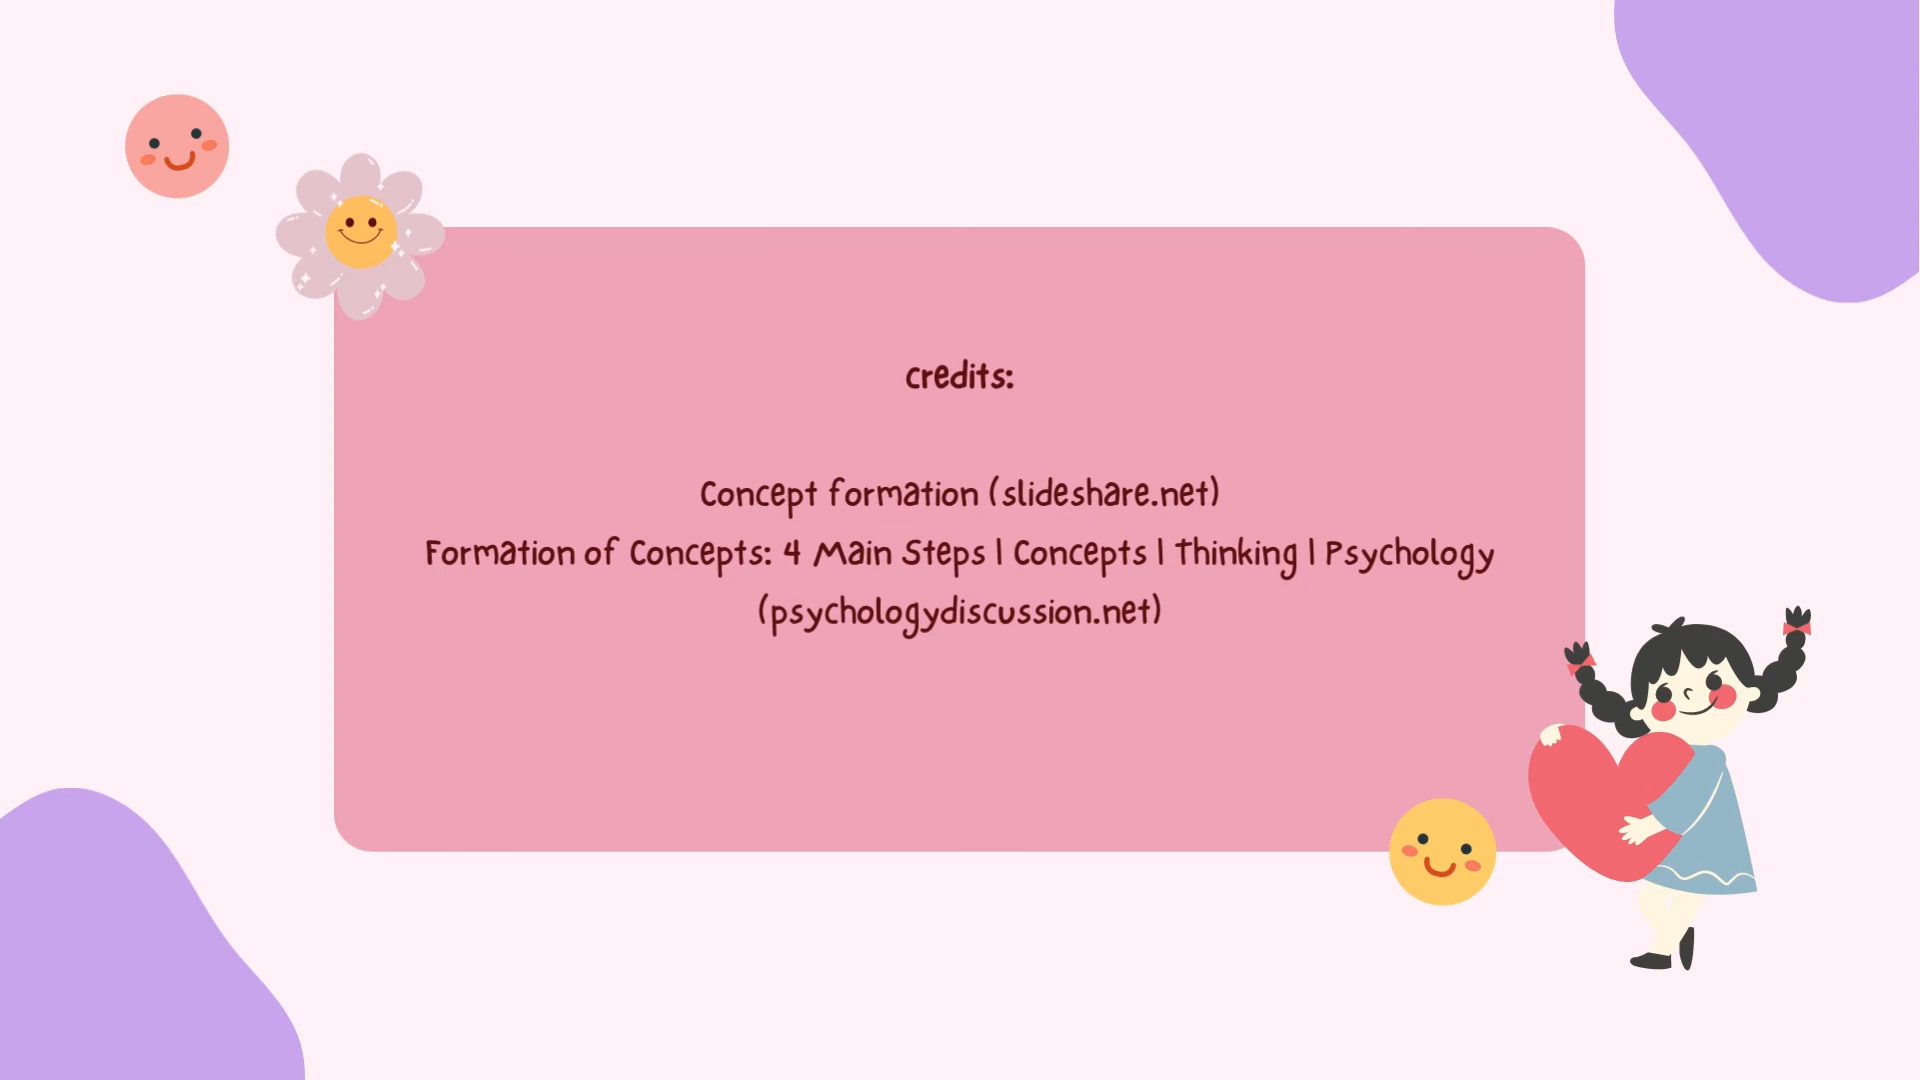 credits:
Concept formation (slideshare.net)
Formation of Concepts: 4 Main Steps | Concepts | Thinking | Psychology
(psychologydiscussion.net)